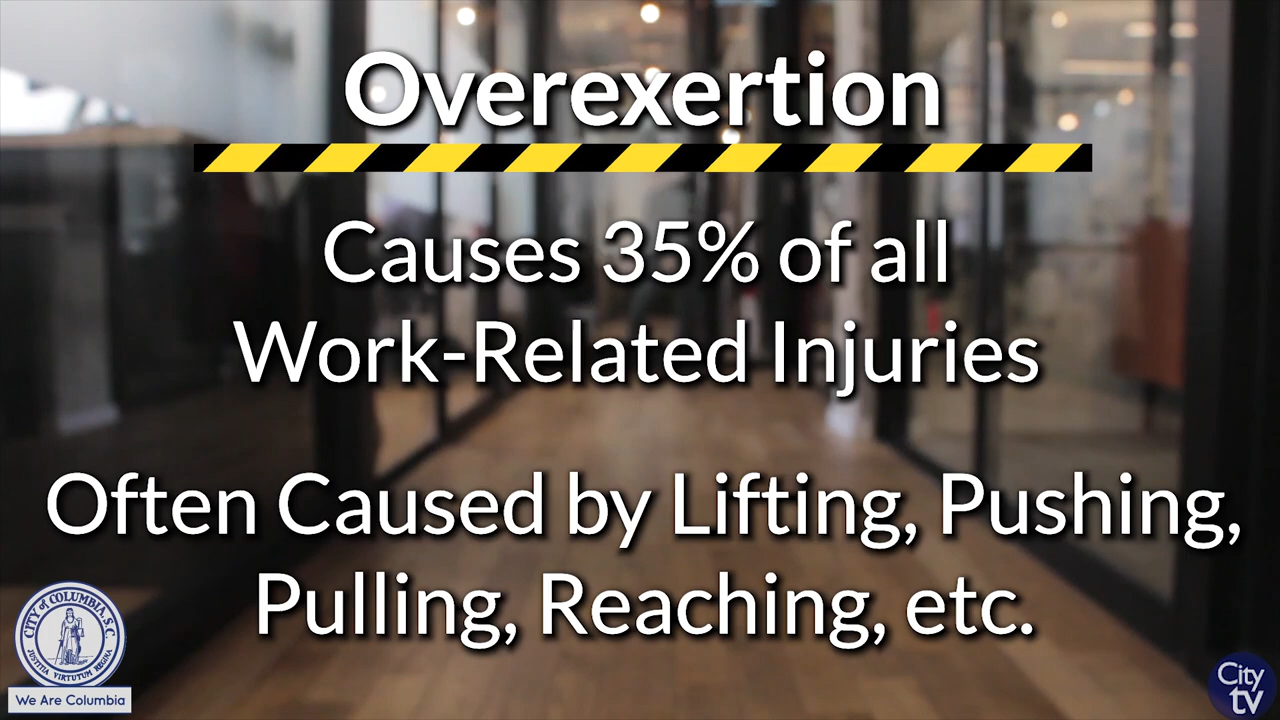 Overexertion
Causes 35% of all
Work-Related Injuries
Often Caused by Lifting, Pushing,
Pulling, Reaching, etc.
CITY of COLUMBIA, S.C.
JUSTITIA VIRTUTUM REGINA
We Are Columbia
City
tv